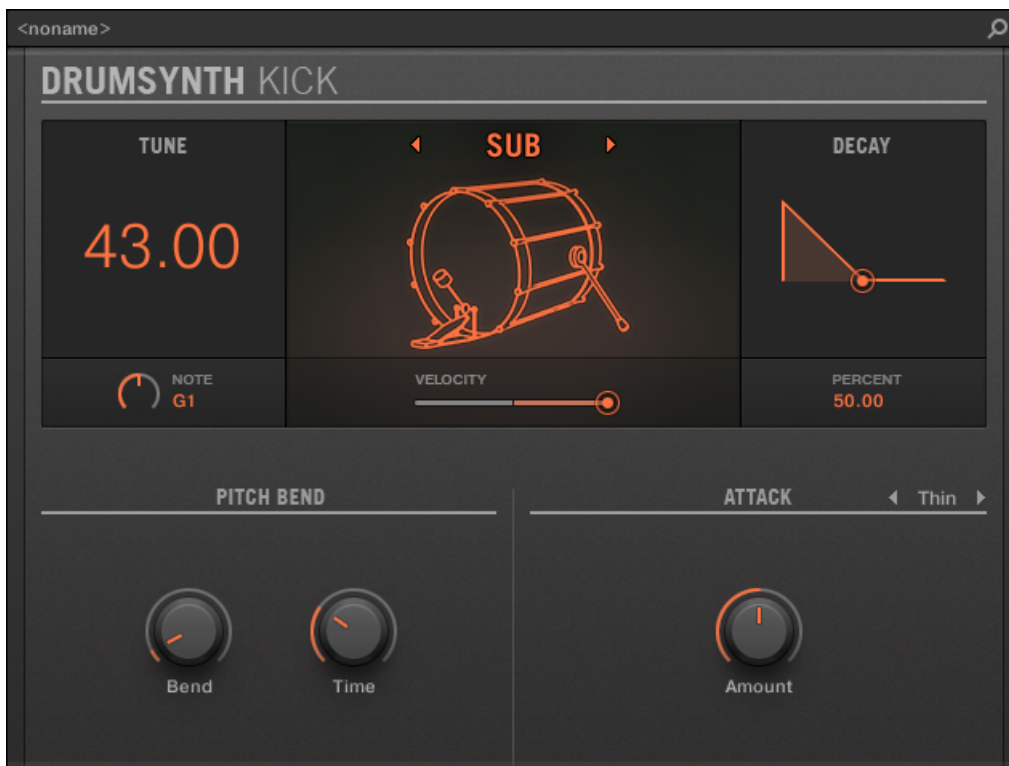 <noname>
DRUMSYNTH KICK
TUNE
SUB
DECAY
43.00
NOTE
G1
VELOCITY
PERCENT
50.00
PITCH BEND
ATTACK
Thin
Bend
Time
Amount